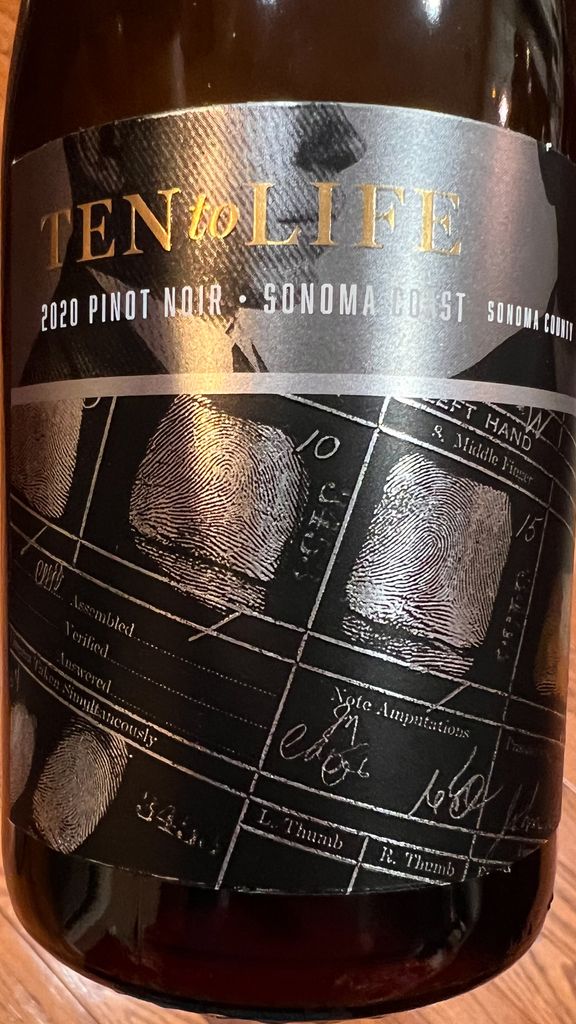 TEN to LIFE
2020 PINOT NOIR • SONOMA COAST SONOMA COUNTY
LEFT HAND
8. Middle Finger
10
15
Assembled
Verified
Answered
Taken Simultaneously
Note Amputations
L. Thumb
R. Thumb